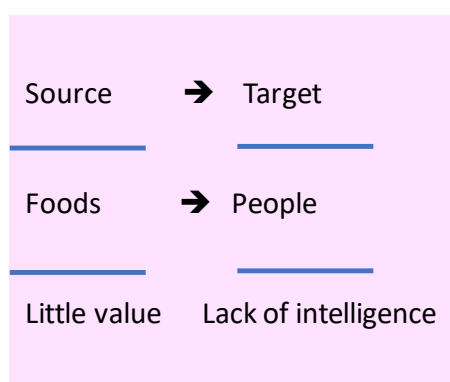 Source ➔ Target
Foods ➔ People
Little value Lack of intelligence